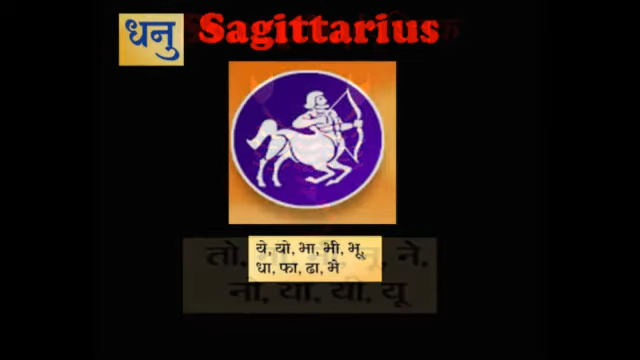 धनु Sagittarius
ये, यो, भा, भी, भू,
धा, फा, ढा, भे
तो, ने,
नो, या, यी, यू